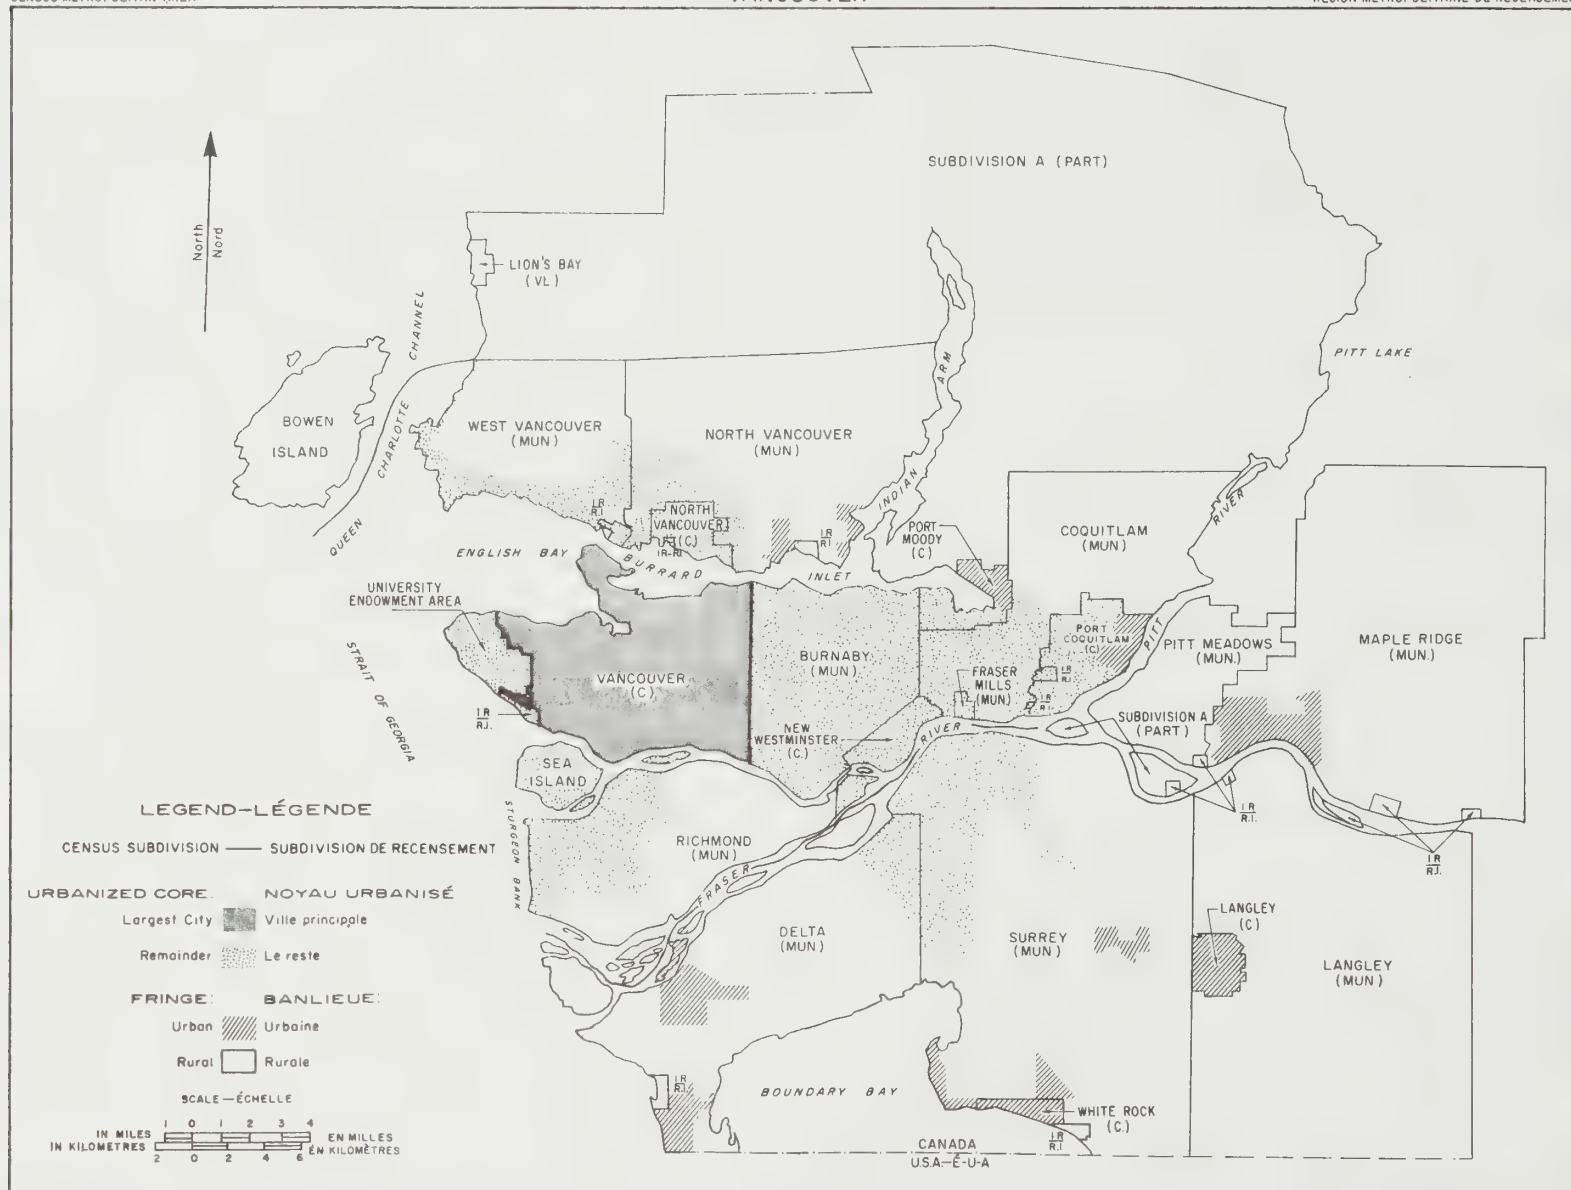 VANCOUVER
North
Nord
SUBDIVISION A (PART)
LION'S BAY
(VL)
QUEEN CHARLOTTE CHANNEL
BOWEN
ISLAND
PITT LAKE
WEST VANCOUVER
(MUN)
NORTH VANCOUVER
(MUN)
INDIAN ARM
I R
R.I.
NORTH
VANCOUVER
(C.)
IR-R.I.
I R
R.I.
PORT
MOODY
(C)
COQUITLAM
(MUN)
RIVER
PITT
ENGLISH BAY
BURRARD
INLET
UNIVERSITY
ENDOWMENT AREA
STRAIT OF GEORGIA
VANCOUVER
(C)
I R
R.I.
BURNABY
(MUN)
PORT
COQUITLAM
(C)
I R
R.I.
I R
R.I.
FRASER
MILLS
(MUN)
PITT MEADOWS
(MUN.)
MAPLE RIDGE
(MUN.)
NEW
WESTMINSTER
(C.)
RIVER
SUBDIVISION A
(PART)
I R
R.I.
I R
R.I.
SEA
ISLAND
STURGEON BANK
RICHMOND
(MUN)
FRASER
DELTA
(MUN)
SURREY
(MUN)
LANGLEY
(C)
LANGLEY
(MUN)
I R
R.I.
BOUNDARY BAY
WHITE ROCK
(C.)
I R
R.I
CANADA
U.S.A.-É-U-A
LEGEND-LÉGENDE
CENSUS SUBDIVISION —— SUBDIVISION DE RECENSEMENT
URBANIZED CORE: NOYAU URBANISÉ
Largest City Ville principale
Remainder Le reste
FRINGE: BANLIEUE:
Urban Urbaine
Rural Rurale
SCALE—ÉCHELLE
IN MILES 1 0 1 2 3 4 EN MILLES
IN KILOMETRES 2 0 2 4 6 EN KILOMÈTRES